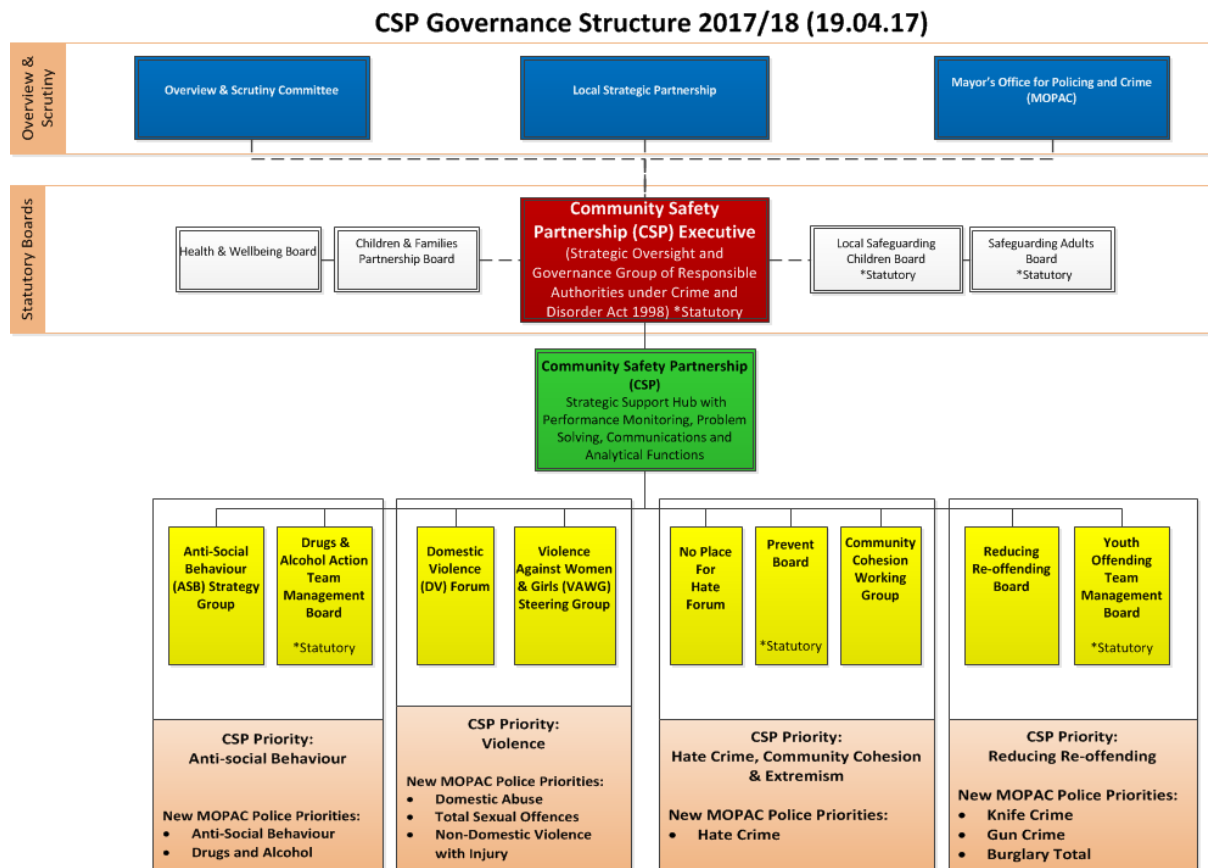 CSP Governance Structure 2017/18 (19.04.17)
Overview &
Scrutiny
Overview & Scrutiny Committee
Local Strategic Partnership
Mayor's Office for Policing and Crime
(MOPAC)
Statutory Boards
Health & Wellbeing Board
Children & Families
Partnership Board
Community Safety
Partnership (CSP) Executive
(Strategic Oversight and
Governance Group of Responsible
Authorities under Crime and
Disorder Act 1998) *Statutory
Local Safeguarding
Children Board
*Statutory
Safeguarding Adults
Board
*Statutory
Community Safety Partnership
(CSP)
Strategic Support Hub with
Performance Monitoring, Problem
Solving, Communications and
Analytical Functions
Anti-Social
Behaviour
(ASB) Strategy
Group
Drugs &
Alcohol Action
Team
Management
Board
*Statutory
Domestic
Violence
(DV) Forum
Violence
Against Women
& Girls (VAWG)
Steering Group
No Place
For
Hate
Forum
Prevent
Board
*Statutory
Community
Cohesion
Working
Group
Reducing
Re-offending
Board
Youth
Offending
Team
Management
Board
*Statutory
CSP Priority:
Anti-social Behaviour
New MOPAC Police Priorities:
• Anti-Social Behaviour
• Drugs and Alcohol
CSP Priority:
Violence
New MOPAC Police Priorities:
• Domestic Abuse
• Total Sexual Offences
• Non-Domestic Violence
with Injury
CSP Priority:
Hate Crime, Community Cohesion
& Extremism
New MOPAC Police Priorities:
• Hate Crime
CSP Priority:
Reducing Re-offending
New MOPAC Police Priorities:
• Knife Crime
• Gun Crime
• Burglary Total